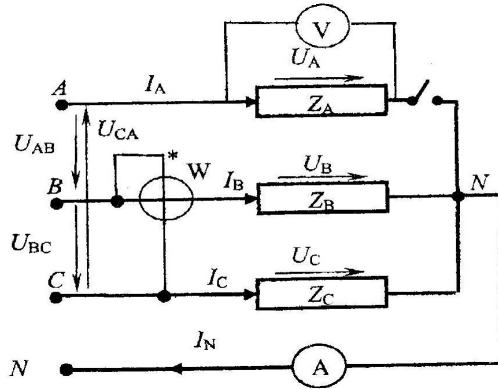 V
U_A
A I_A
Z_A
U_AB U_CA
* W
B I_B U_B N
Z_B
U_BC
C I_C U_C
Z_C
N I_N A